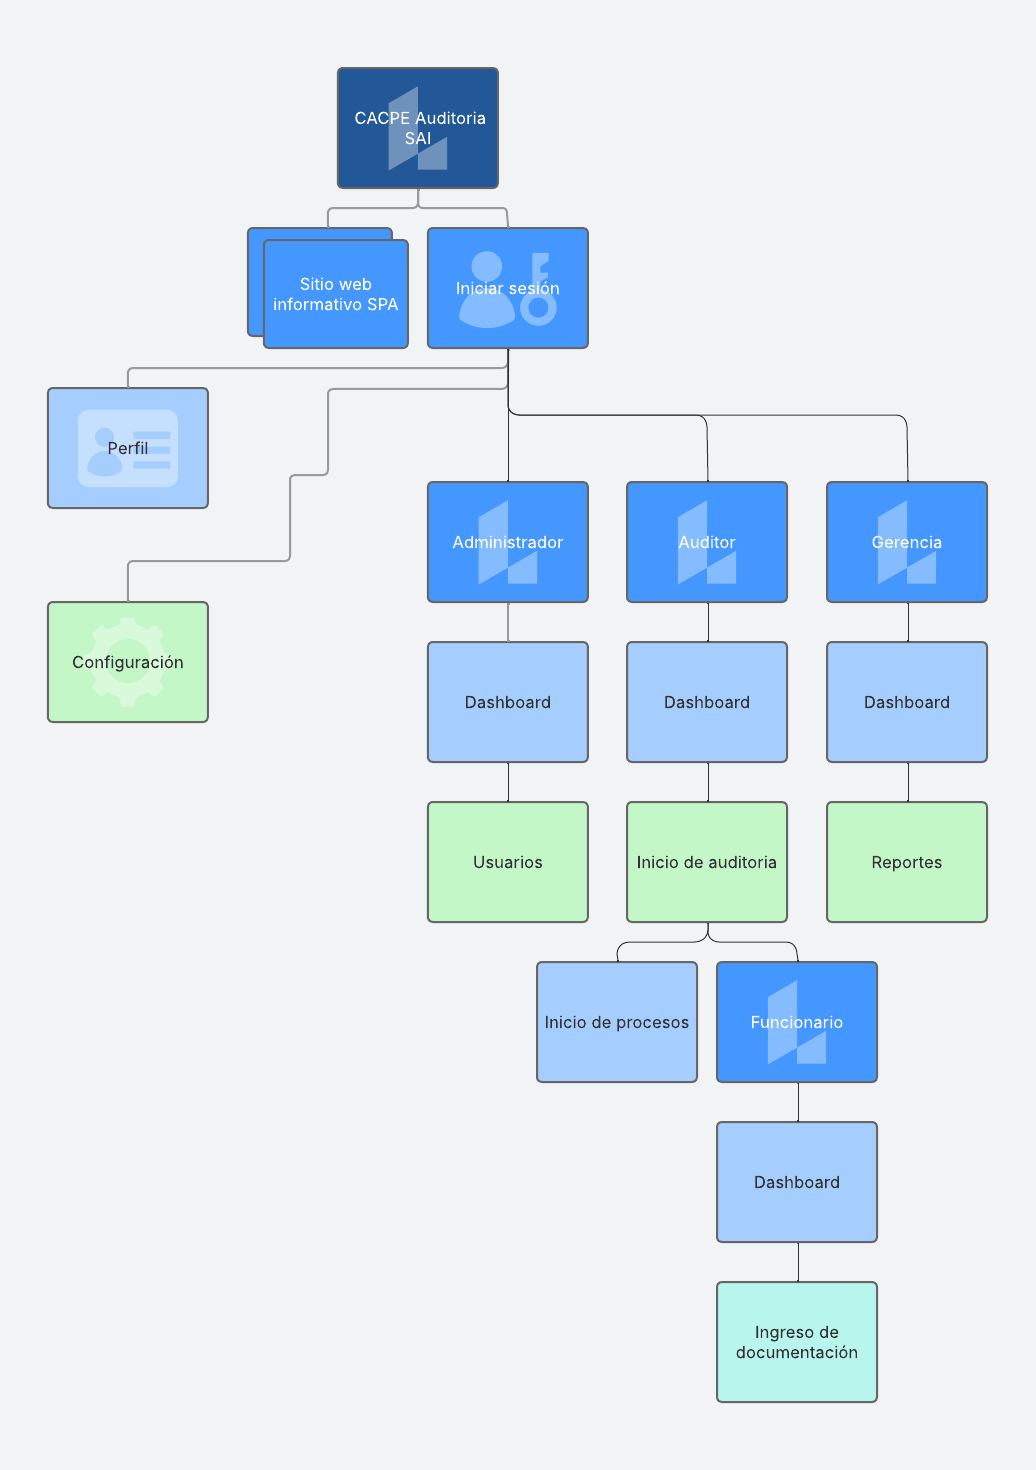 CACPE Auditoria
SAI
Sitio web
informativo SPA
Iniciar sesión
Perfil
Administrador
Auditor
Gerencia
Configuración
Dashboard
Dashboard
Dashboard
Usuarios
Inicio de auditoria
Reportes
Inicio de procesos
Funcionario
Dashboard
Ingreso de
documentación